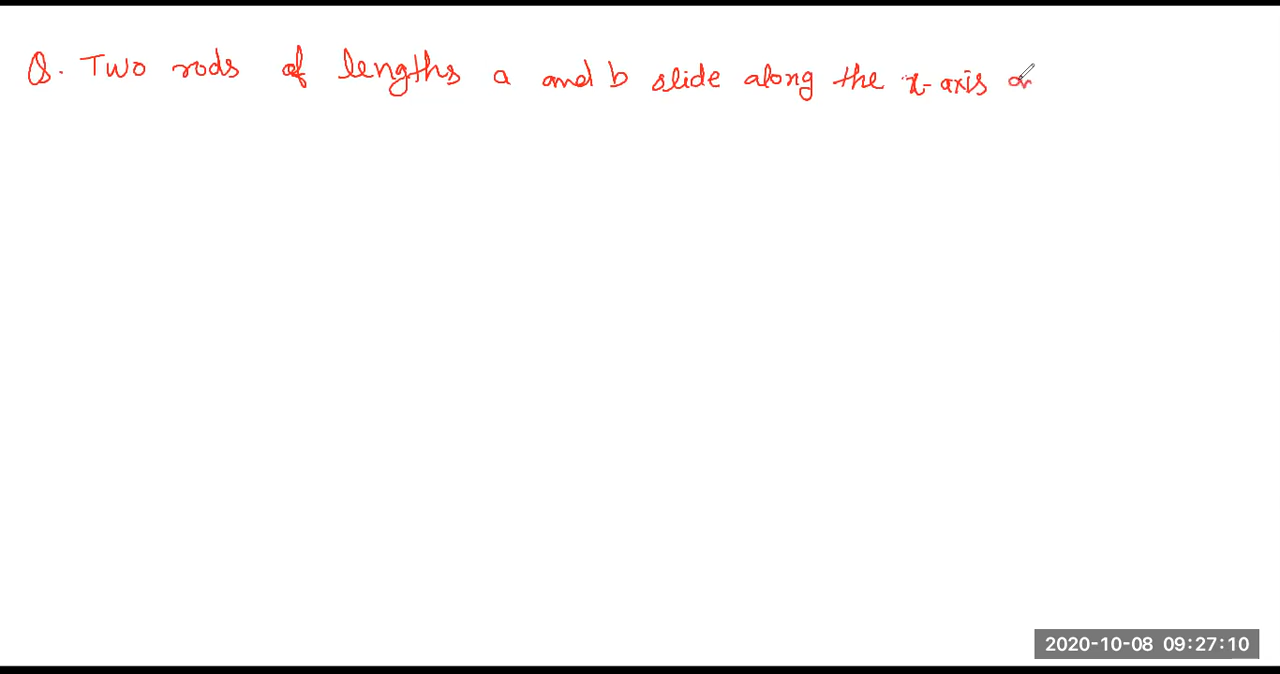 Q. Two rods of lengths a and b slide along the x-axis
2020-10-08 09:27:10